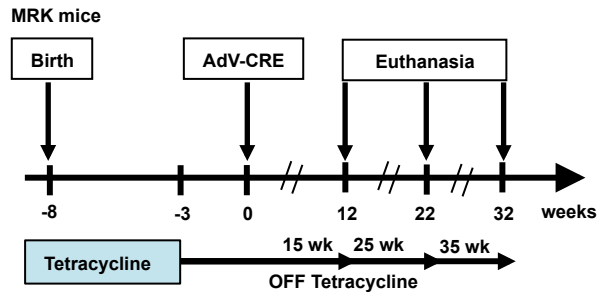 MRK mice
Birth AdV-CRE Euthanasia
-8 -3 0 12 22 32 weeks
Tetracycline 15 wk 25 wk 35 wk
OFF Tetracycline